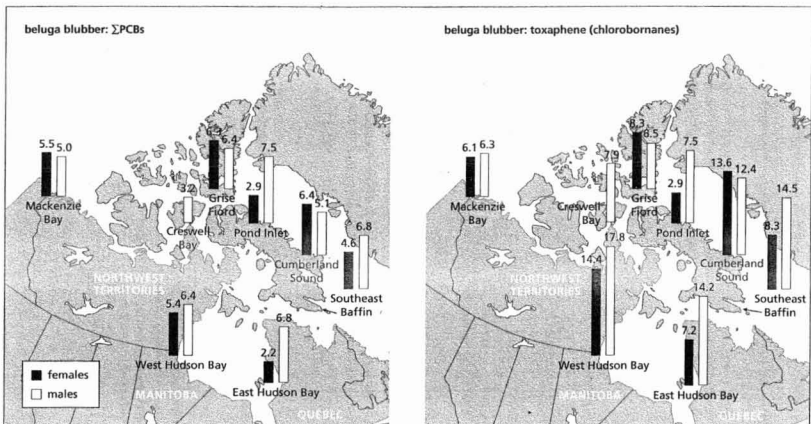 beluga blubber: ∑PCBs
5.5
5.0
Mackenzie
Bay
3.2
Creswell
Bay
6.4
Grise
Fiord
7.5
2.9
Pond Inlet
6.4
5.1
Cumberland
Sound
6.8
4.6
Southeast
Baffin
NORTHWEST
TERRITORIES
6.4
5.4
West Hudson Bay
6.8
2.2
East Hudson Bay
MANITOBA
QUÉBEC
females
males
beluga blubber: toxaphene (chlorobornanes)
6.1
6.3
Mackenzie
Bay
7.9
Creswell
Bay
8.3
8.5
Grise
Fiord
7.5
2.9
Pond Inlet
13.6
12.4
Cumberland
Sound
14.5
8.3
Southeast
Baffin
NORTHWEST
TERRITORIES
17.8
14.4
West Hudson Bay
14.2
7.2
East Hudson Bay
MANITOBA
QUÉBEC